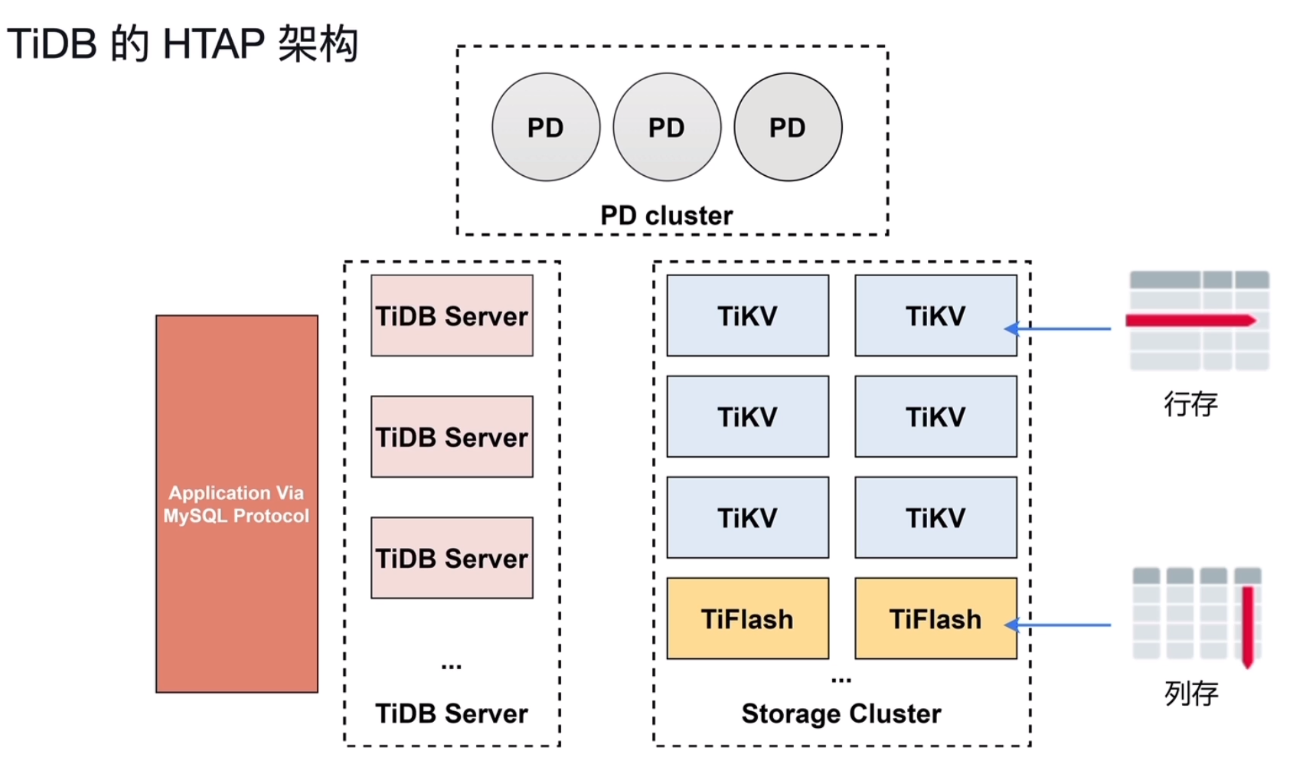 TiDB 的 HTAP 架构
PD PD PD
PD cluster
Application Via
MySQL Protocol
TiDB Server
TiDB Server
TiDB Server
...
TiDB Server
TiKV TiKV
TiKV TiKV
TiKV TiKV
TiFlash TiFlash
...
Storage Cluster
行存
列存